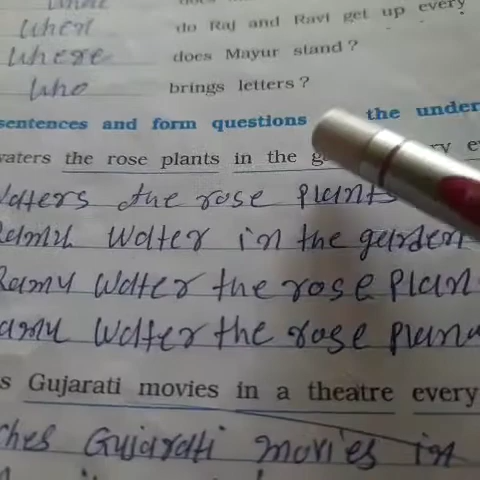 When do Raj and Ravi get up every
Where does Mayur stand?
Who brings letters?
sentences and form questions the under
waters the rose plants in the
waters the rose plants
Ramu water in the garden
Ramu water the rose plan
amu water the rose plan
s Gujarati movies in a theatre every
ches Gujarati movies in